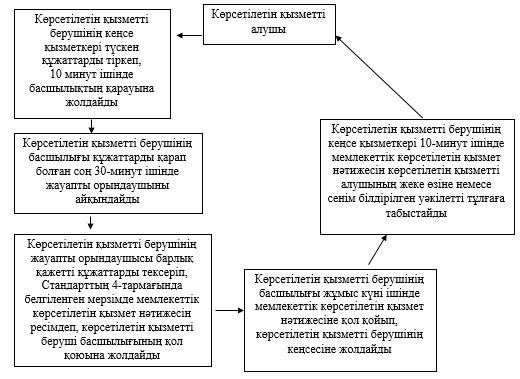 Көрсетілетін қызметті
алушы
Көрсетілетін қызметті
берушінің кеңсе
қызметкері түскен
құжаттарды тіркеп,
10 минут ішінде
басшылықтың қарауына
жолдайды
Көрсетілетін қызметті берушінің
басшылығы құжаттарды қарап
болған соң 30-минут ішінде
жауапты орындаушыны
айқындайды
Көрсетілетін қызметті берушінің
жауапты орындаушысы барлық
қажетті құжаттарды тексеріп,
Стандарттың 4-тармағында
белгіленген мерзімде мемлекеттік
көрсетілетін қызмет нәтижесін
ресімдеп, көрсетілетін қызметті
беруші басшылығының қол
қоюына жолдайды
Көрсетілетін қызметті берушінің
басшылығы жұмыс күні ішінде
мемлекеттік көрсетілетін қызмет
нәтижесіне қол қойып,
көрсетілетін қызметті берушінің
кеңсесіне жолдайды
Көрсетілетін қызметті берушінің
кеңсе қызметкері 10-минут ішінде
мемлекеттік көрсетілетін қызмет
нәтижесін көрсетілетін қызметті
алушының жеке өзіне немесе
сенім білдірілген уәкілетті тұлғаға
табыстайды